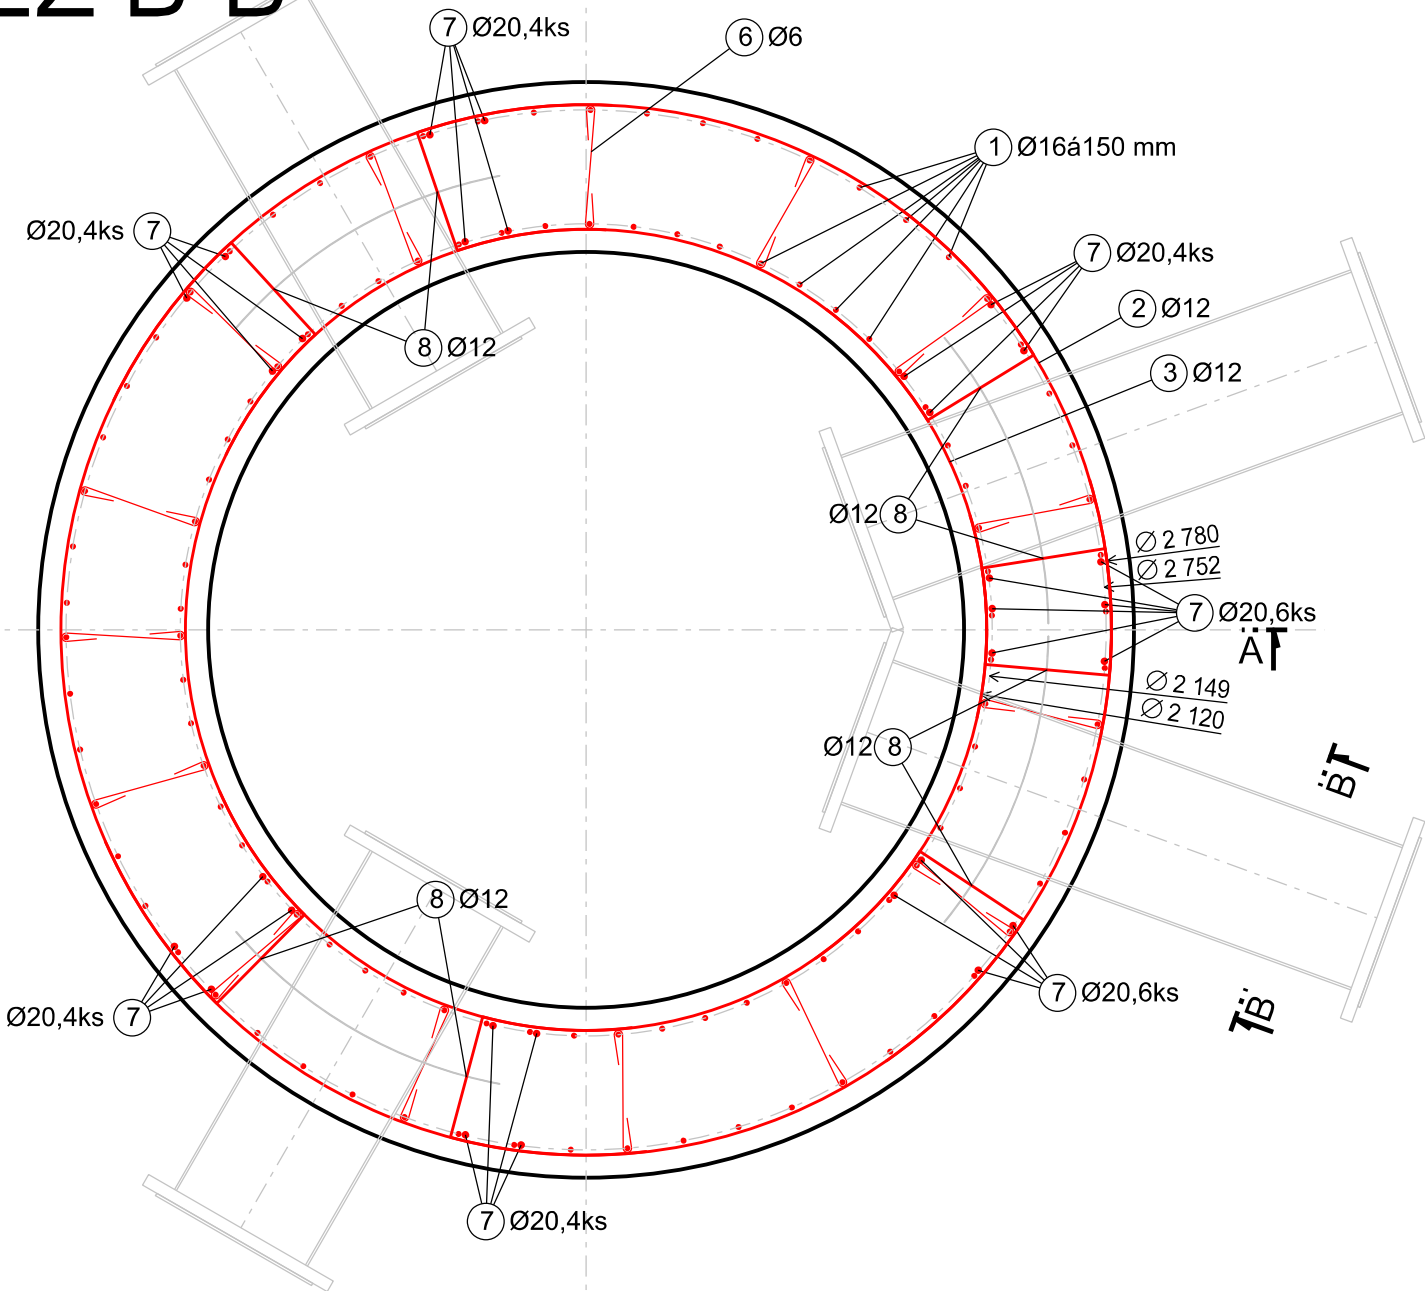 7 Ø20,4ks
6 Ø6
1 Ø16á150 mm
Ø20,4ks 7
7 Ø20,4ks
2 Ø12
8 Ø12
3 Ø12
Ø12 8
Ø 2 780
Ø 2 752
7 Ø20,6ks
A
Ø 2 149
Ø 2 120
Ø12 8
B
8 Ø12
7 Ø20,6ks
B
Ø20,4ks 7
7 Ø20,4ks